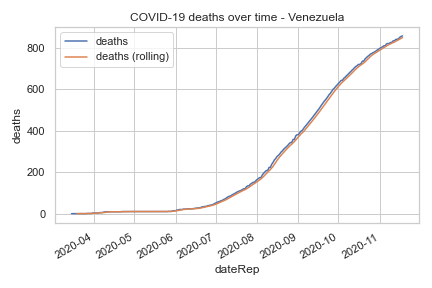 COVID-19 deaths over time - Venezuela
deaths
deaths (rolling)
deaths
800
600
400
200
0
2020-04
2020-05
2020-06
2020-07
2020-08
2020-09
2020-10
2020-11
dateRep